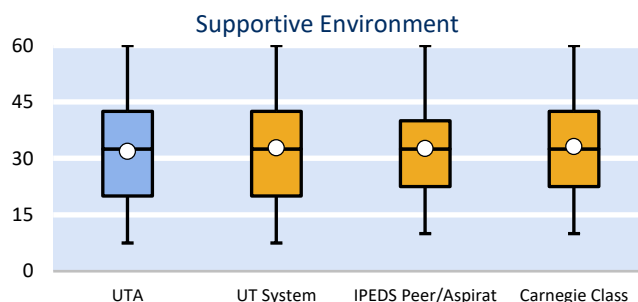 Supportive Environment
60
45
30
15
0
UTA
UT System
IPEDS Peer/Aspirat
Carnegie Class